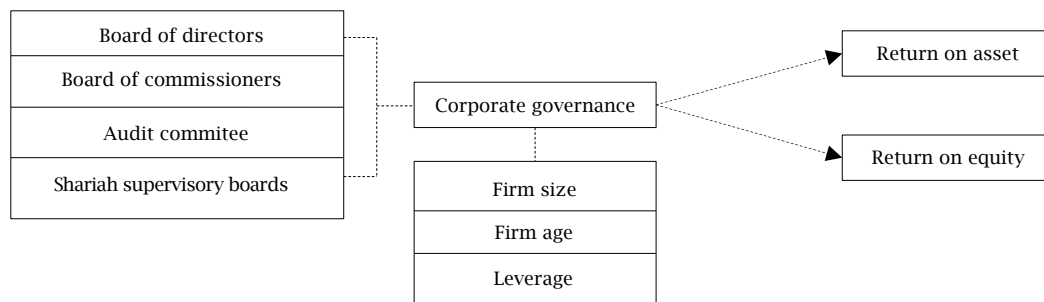 Board of directors
Board of commissioners
Audit commitee
Shariah supervisory boards
Corporate governance
Firm size
Firm age
Leverage
Return on asset
Return on equity